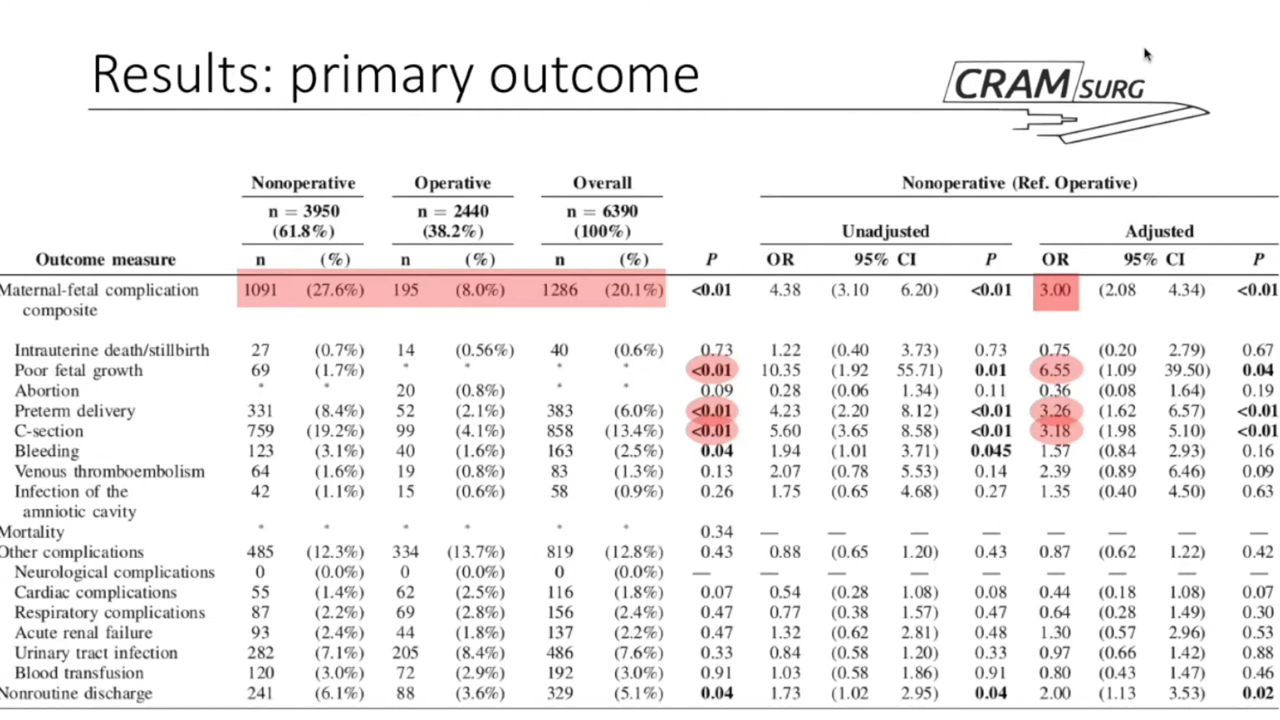 Results: primary outcome
CRAM SURG
Nonoperative Operative Overall Nonoperative (Ref. Operative)
n = 3950 n = 2440 n = 6390
(61.8%) (38.2%) (100%) Unadjusted Adjusted
Outcome measure n (%) n (%) n (%) P OR 95% CI P OR 95% CI P
Maternal-fetal complication 1091 (27.6%) 195 (8.0%) 1286 (20.1%) <0.01 4.38 (3.10 6.20) <0.01 3.00 (2.08 4.34) <0.01
composite
Intrauterine death/stillbirth 27 (0.7%) 14 (0.56%) 40 (0.6%) 0.73 1.22 (0.40 3.73) 0.73 0.75 (0.20 2.79) 0.67
Poor fetal growth 69 (1.7%) * * * * <0.01 10.35 (1.92 55.71) 0.01 6.55 (1.09 39.50) 0.04
Abortion * * 20 (0.8%) * * 0.09 0.28 (0.06 1.34) 0.11 0.36 (0.08 1.64) 0.19
Preterm delivery 331 (8.4%) 52 (2.1%) 383 (6.0%) <0.01 4.23 (2.20 8.12) <0.01 3.26 (1.62 6.57) <0.01
C-section 759 (19.2%) 99 (4.1%) 858 (13.4%) <0.01 5.60 (3.65 8.58) <0.01 3.18 (1.98 5.10) <0.01
Bleeding 123 (3.1%) 40 (1.6%) 163 (2.5%) 0.04 1.94 (1.01 3.71) 0.045 1.57 (0.84 2.93) 0.16
Venous thromboembolism 64 (1.6%) 19 (0.8%) 83 (1.3%) 0.13 2.07 (0.78 5.53) 0.14 2.39 (0.89 6.46) 0.09
Infection of the 42 (1.1%) 15 (0.6%) 58 (0.9%) 0.26 1.75 (0.65 4.68) 0.27 1.35 (0.40 4.50) 0.63
amniotic cavity
Mortality * * * * * * 0.34 — — — — — — —
Other complications 485 (12.3%) 334 (13.7%) 819 (12.8%) 0.43 0.88 (0.65 1.20) 0.43 0.87 (0.62 1.22) 0.42
Neurological complications 0 (0.0%) 0 (0.0%) 0 (0.0%) — — — — — — — — —
Cardiac complications 55 (1.4%) 62 (2.5%) 116 (1.8%) 0.07 0.54 (0.28 1.08) 0.08 0.44 (0.18 1.08) 0.07
Respiratory complications 87 (2.2%) 69 (2.8%) 156 (2.4%) 0.47 0.77 (0.38 1.57) 0.47 0.64 (0.28 1.49) 0.30
Acute renal failure 93 (2.4%) 44 (1.8%) 137 (2.2%) 0.47 1.32 (0.62 2.81) 0.48 1.30 (0.57 2.96) 0.53
Urinary tract infection 282 (7.1%) 205 (8.4%) 486 (7.6%) 0.33 0.84 (0.58 1.20) 0.33 0.97 (0.66 1.42) 0.88
Blood transfusion 120 (3.0%) 72 (2.9%) 192 (3.0%) 0.91 1.03 (0.58 1.86) 0.91 0.80 (0.43 1.47) 0.46
Nonroutine discharge 241 (6.1%) 88 (3.6%) 329 (5.1%) 0.04 1.73 (1.02 2.95) 0.04 2.00 (1.13 3.53) 0.02